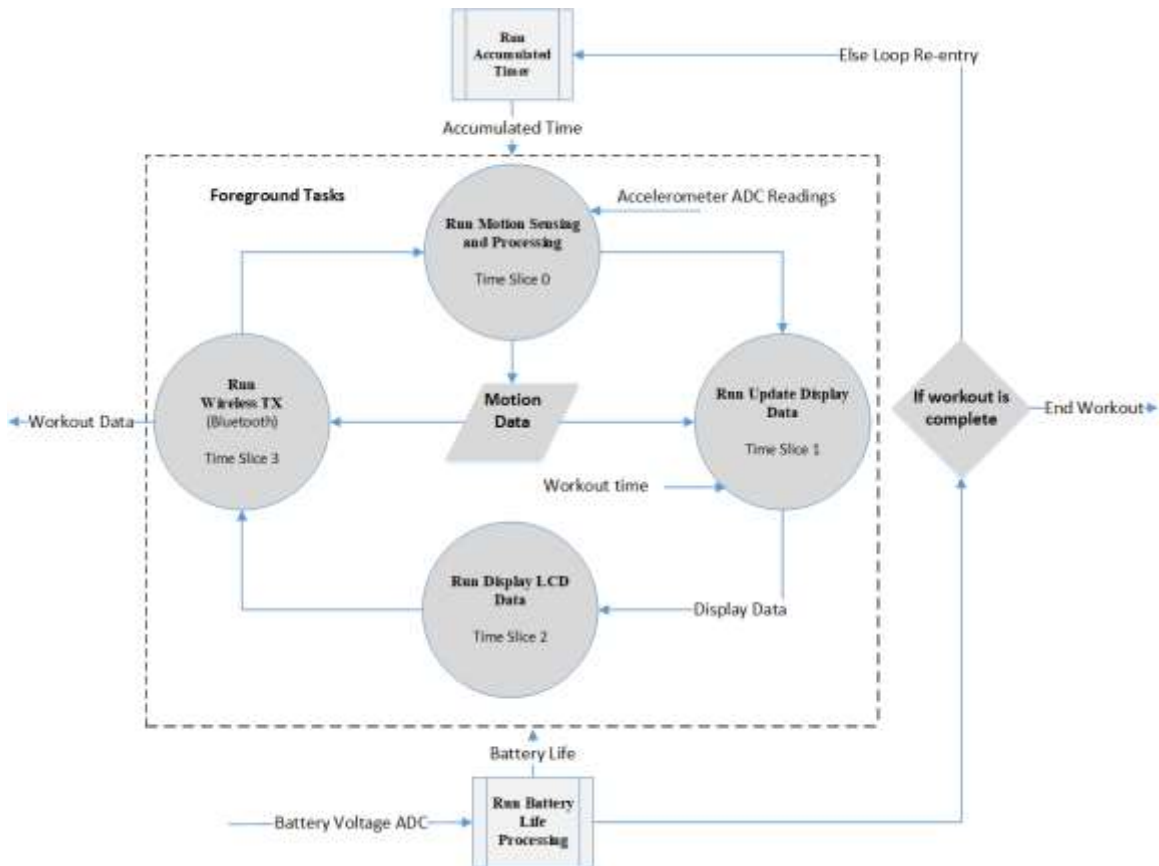 Run
Accumulated
Timer
Else Loop Re-entry
Accumulated Time
Foreground Tasks
Accelerometer ADC Readings
Run Motion Sensing
and Processing
Time Slice 0
Run
Wireless TX
(Bluetooth)
Time Slice 3
Workout Data
Motion
Data
Run Update Display
Data
Time Slice 1
If workout is
complete
End Workout
Workout time
Run Display LCD
Data
Time Slice 2
Display Data
Battery Life
Battery Voltage ADC
Run Battery
Life
Processing